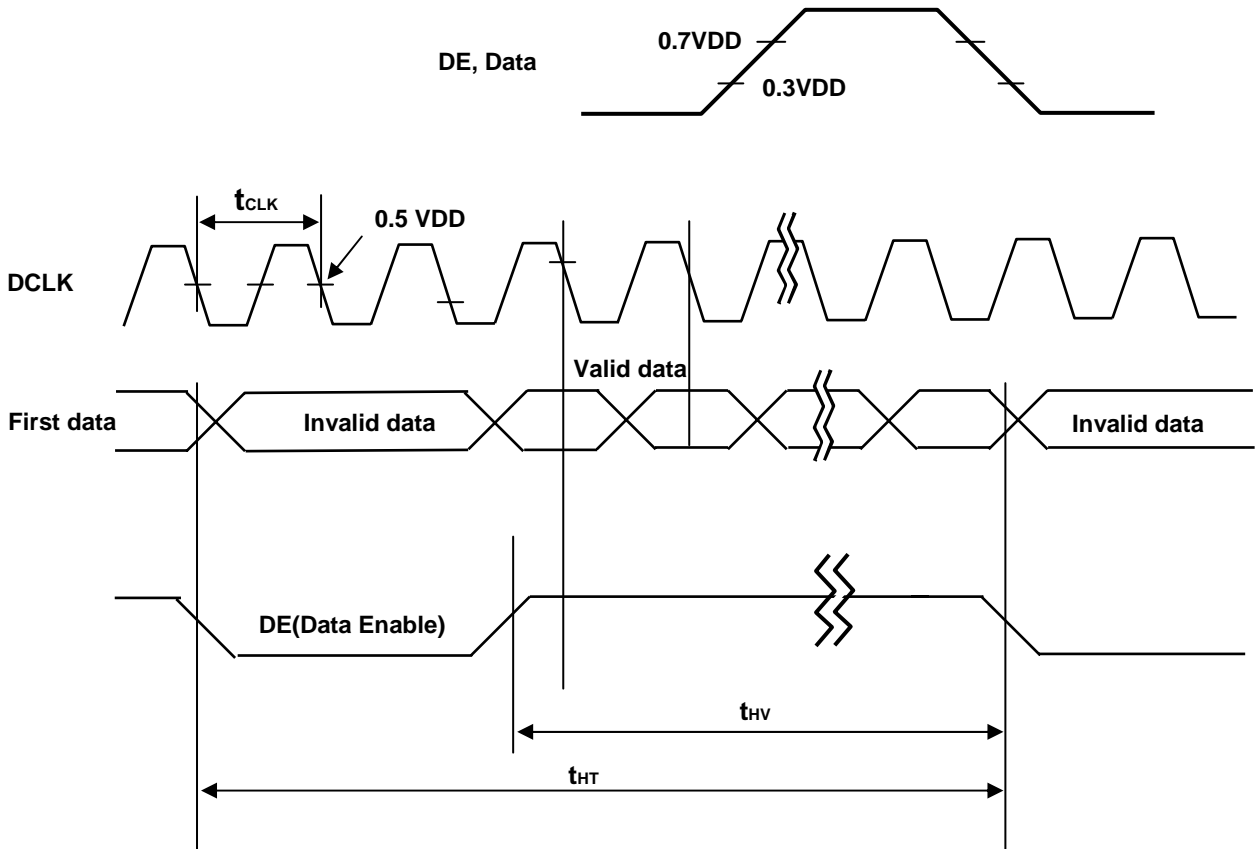 0.7VDD
DE, Data
0.3VDD
tCLK
0.5 VDD
DCLK
Valid data
First data
Invalid data
Invalid data
DE(Data Enable)
tHV
tHT